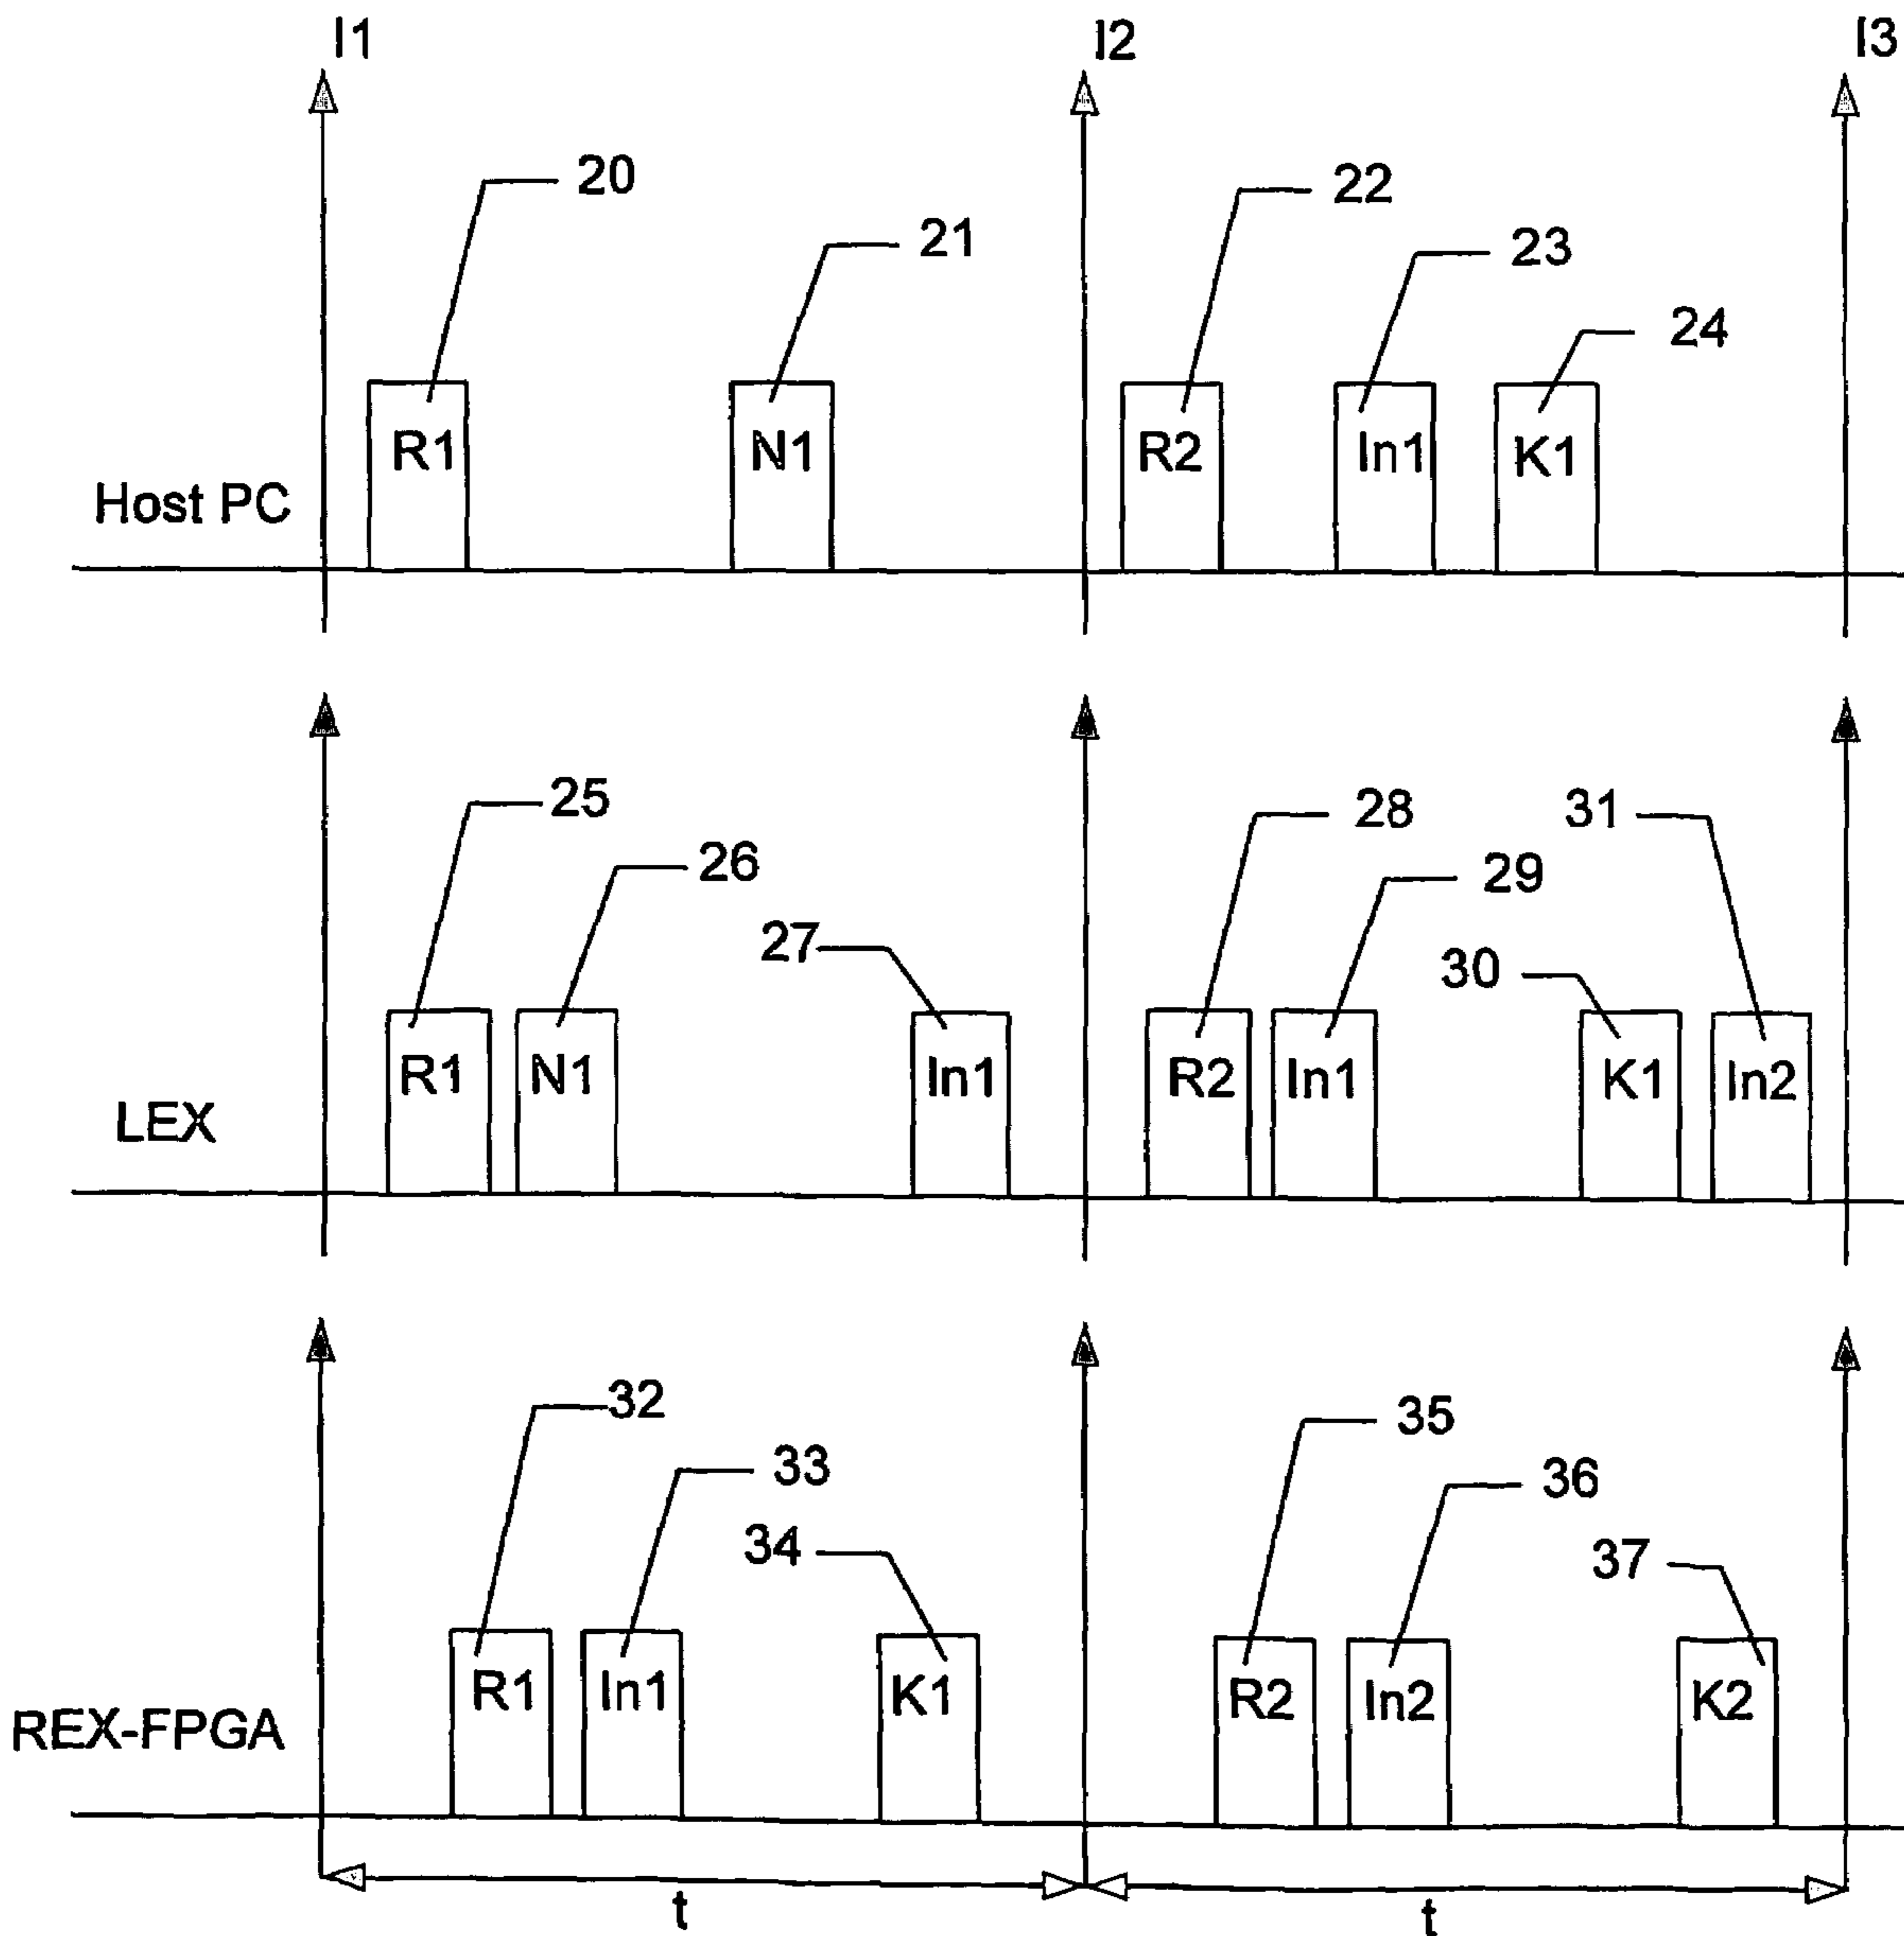 I1 I2 I3
20 22
21 23
24
R1 N1 R2 In1 K1
Host PC
25 28 31
26 29
27 30
R1 N1 In1 R2 In1 K1 In2
LEX
32 35
33 36
34 37
R1 In1 K1 R2 In2 K2
REX-FPGA
t t